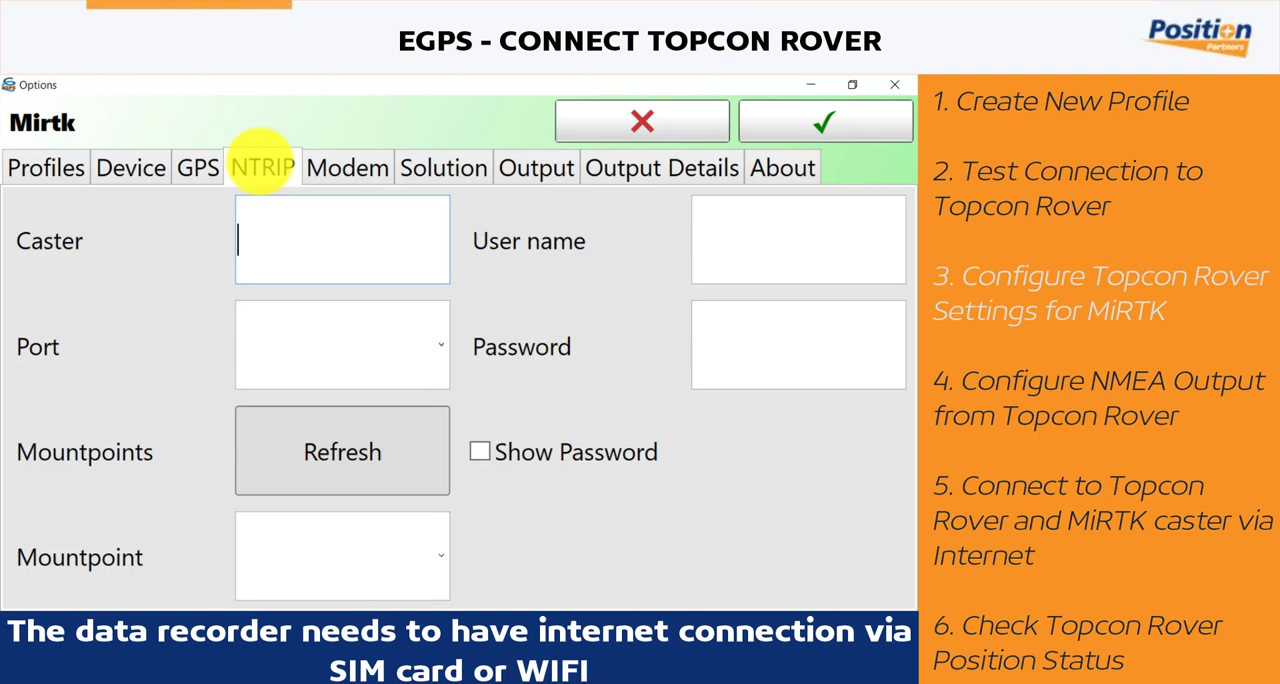 EGPS - CONNECT TOPCON ROVER
Position
Partners
Options
Mirtk
Profiles Device GPS NTRIP Modem Solution Output Output Details About
Caster User name
Port Password
Mountpoints Refresh Show Password
Mountpoint
The data recorder needs to have internet connection via
SIM card or WIFI
1. Create New Profile
2. Test Connection to
Topcon Rover
3. Configure Topcon Rover
Settings for MiRTK
4. Configure NMEA Output
from Topcon Rover
5. Connect to Topcon
Rover and MiRTK caster via
Internet
6. Check Topcon Rover
Position Status